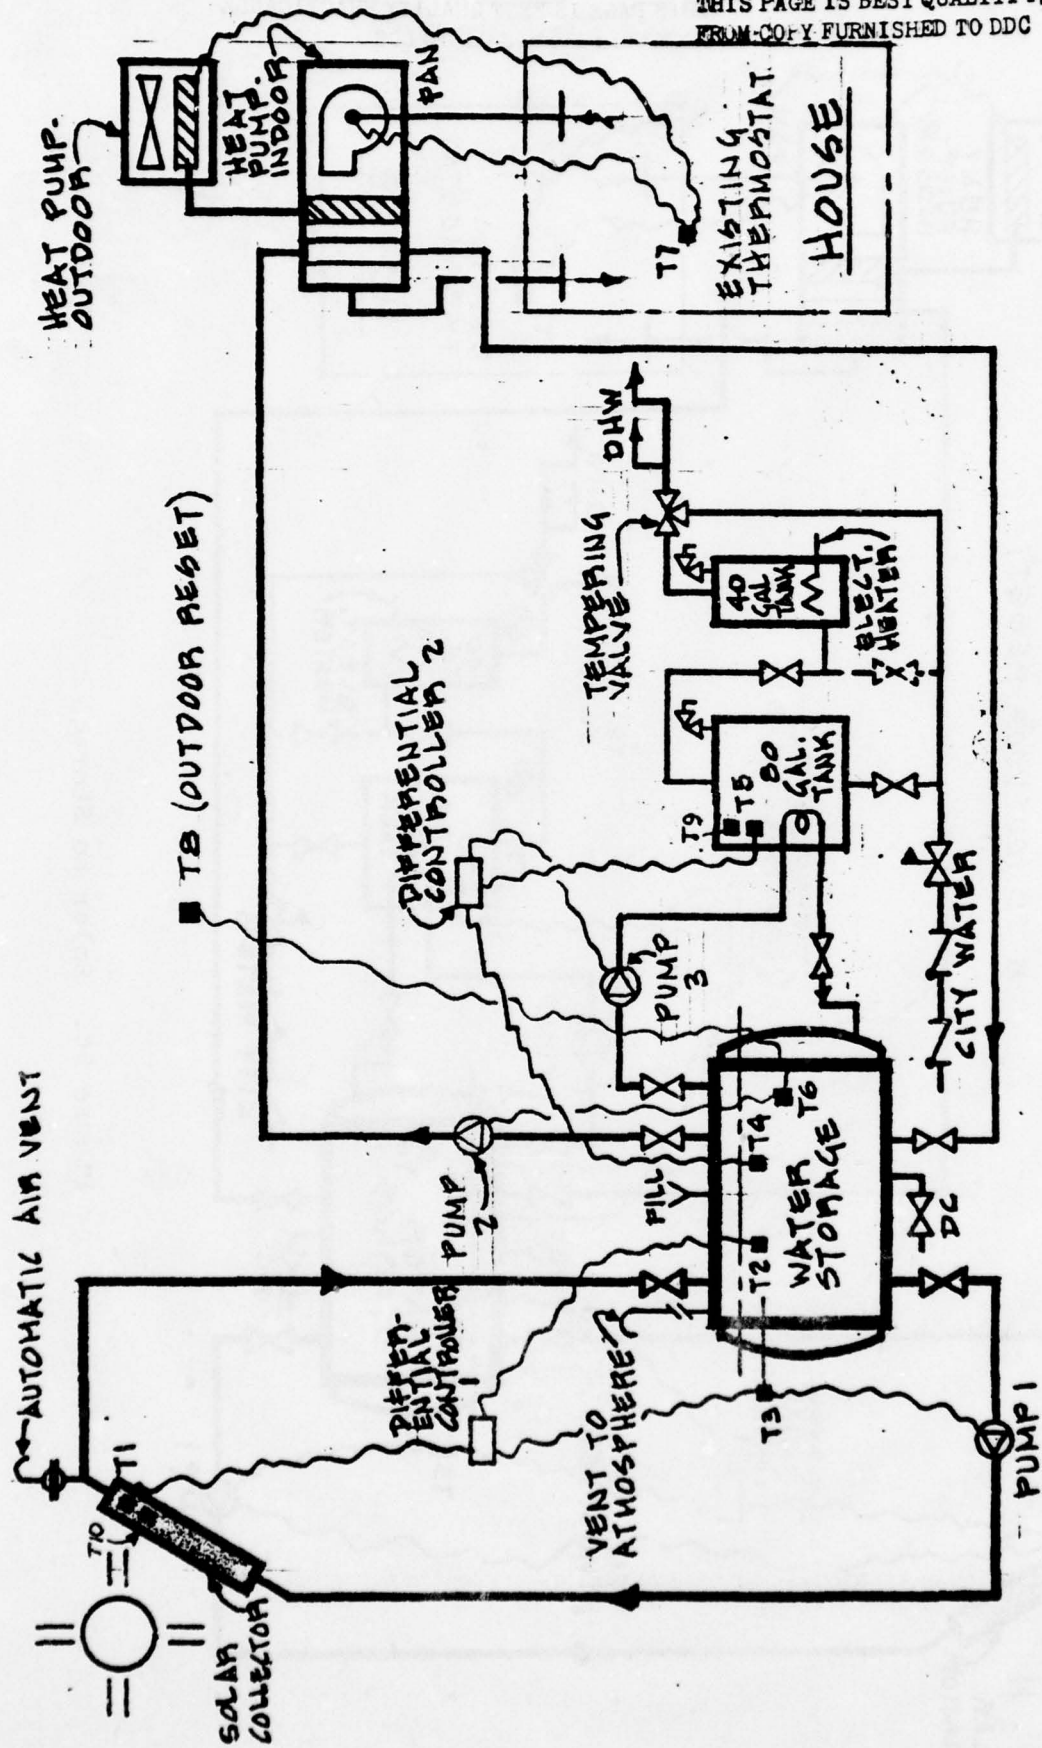 THIS PAGE IS BEST QUALITY
FROM COPY FURNISHED TO DDC
AUTOMATIC AIR VENT
T1
T10
SOLAR
COLLECTOR
DIFFER-
ENTIAL
CONTROLLER
1
VENT TO
ATHOSPHERE
T3
PUMP 1
T2
WATER
STORAGE
T4
T6
FILL
DC
PUMP
2
T8 (OUTDOOR RESET)
DIFFERENTIAL
CONTROLLER 2
PUMP
3
T9
T5
80
GAL.
TANK
CITY WATER
TEMPERING
VALVE
40
GAL
TANK
ELECT.
HEATER
DHW
HEAT PUMP.
OUTDOOR
HEAT
PUMP.
INDOOR
FAN
T7
EXISTING
THERMOSTAT
HOUSE